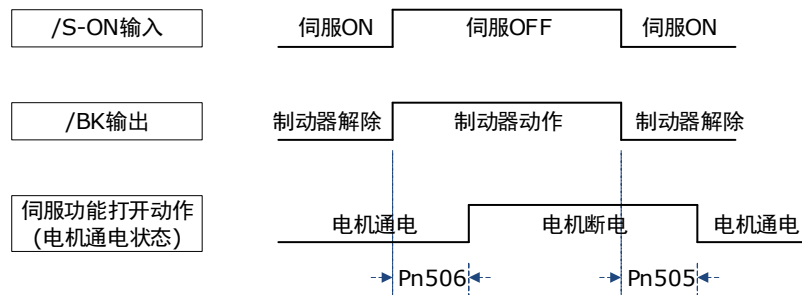 /S-ON输入
伺服ON
伺服OFF
伺服ON
/BK输出
制动器解除
制动器动作
制动器解除
伺服功能打开动作
(电机通电状态)
电机通电
电机断电
电机通电
Pn506
Pn505